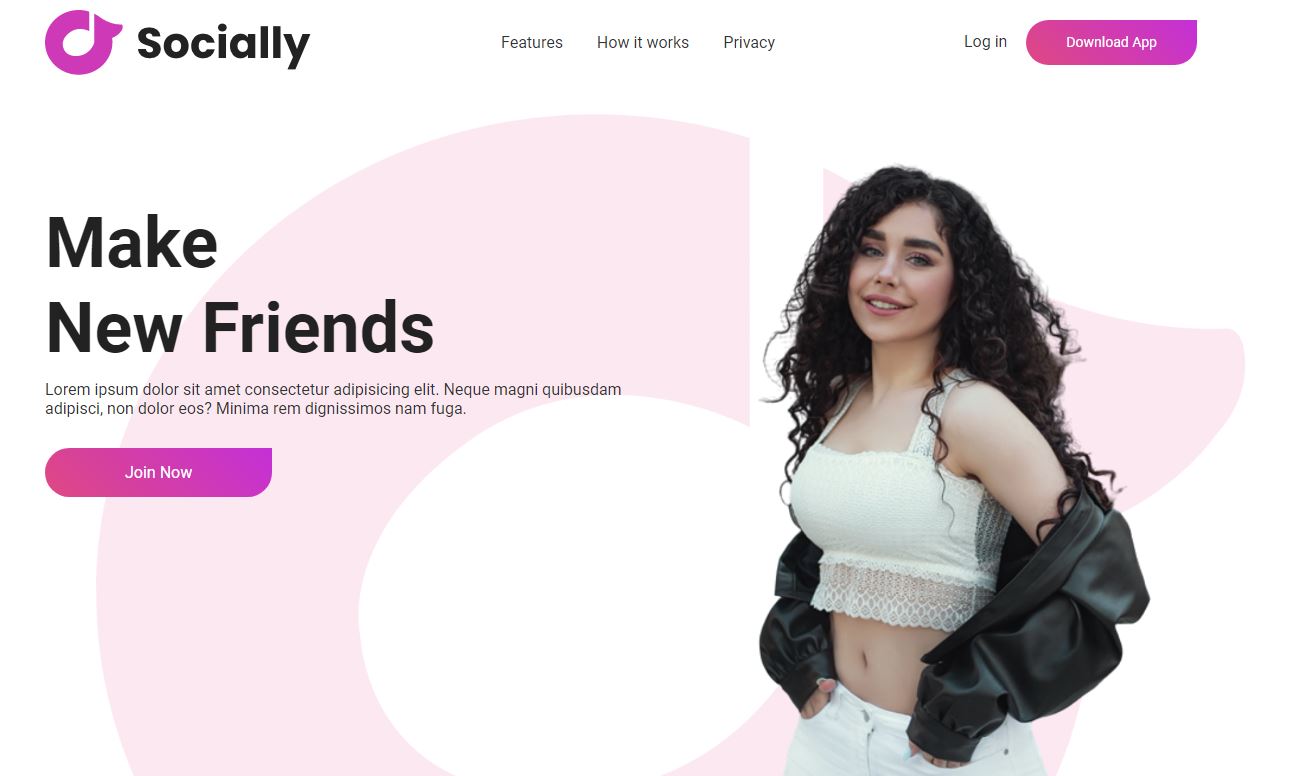 Socially
Features
How it works
Privacy
Log in
Download App
Make
New Friends
Lorem ipsum dolor sit amet consectetur adipisicing elit. Neque magni quibusdam
adipisci, non dolor eos? Minima rem dignissimos nam fuga.
Join Now